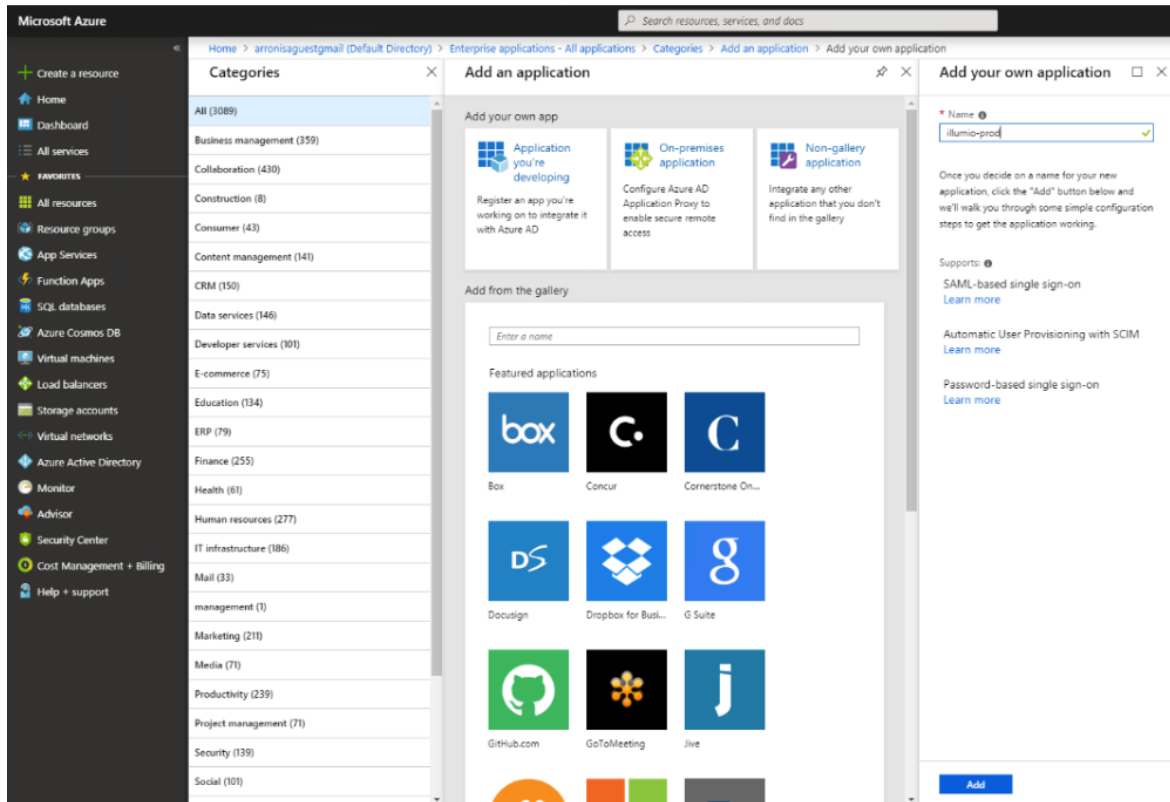 Microsoft Azure
Search resources, services, and docs
«
Home > arronisaguestgmail (Default Directory) > Enterprise applications - All applications > Categories > Add an application > Add your own application
Create a resource
Home
Dashboard
All services
FAVORITES
All resources
Resource groups
App Services
Function Apps
SQL databases
Azure Cosmos DB
Virtual machines
Load balancers
Storage accounts
Virtual networks
Azure Active Directory
Monitor
Advisor
Security Center
Cost Management + Billing
Help + support
Categories
All (3089)
Business management (359)
Collaboration (430)
Construction (8)
Consumer (43)
Content management (141)
CRM (150)
Data services (146)
Developer services (101)
E-commerce (75)
Education (134)
ERP (79)
Finance (255)
Health (61)
Human resources (277)
IT infrastructure (186)
Mail (33)
management (1)
Marketing (211)
Media (71)
Productivity (239)
Project management (71)
Security (139)
Social (101)
Add an application
Add your own app
Application
you're
developing
Register an app you're
working on to integrate it
with Azure AD
On-premises
application
Configure Azure AD
Application Proxy to
enable secure remote
access
Non-gallery
application
Integrate any other
application that you don't
find in the gallery
Add from the gallery
Enter a name
Featured applications
box
Box
C.
Concur
C
Cornerstone On...
DS
Docusign
Dropbox for Busi...
g
G Suite
GitHub.com
GoToMeeting
j
Jive
Add your own application
* Name
illumio-prod
Once you decide on a name for your new
application, click the "Add" button below and
we'll walk you through some simple configuration
steps to get the application working.
Supports:
SAML-based single sign-on
Learn more
Automatic User Provisioning with SCIM
Learn more
Password-based single sign-on
Learn more
Add